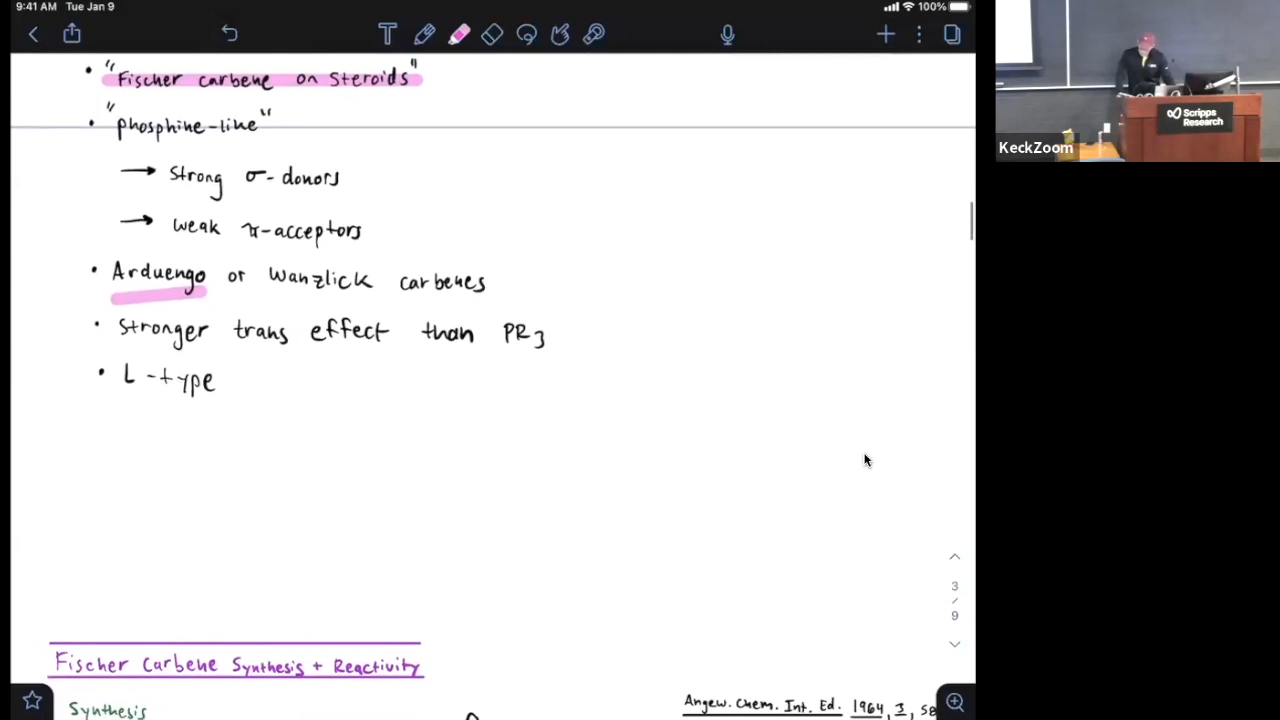 9:41 AM Tue Jan 9
100%
• "Fischer carbene on Steroids"
• "phosphine-like"
→ Strong σ-donors
→ weak π-acceptors
• Arduengo or Wanzlick carbenes
• Stronger trans effect than PR3
• L-type
3
/
9
Fischer Carbene Synthesis + Reactivity
Synthesis
Angew. Chem. Int. Ed. 1964, 3,
Scripps
Research
KeckZoom